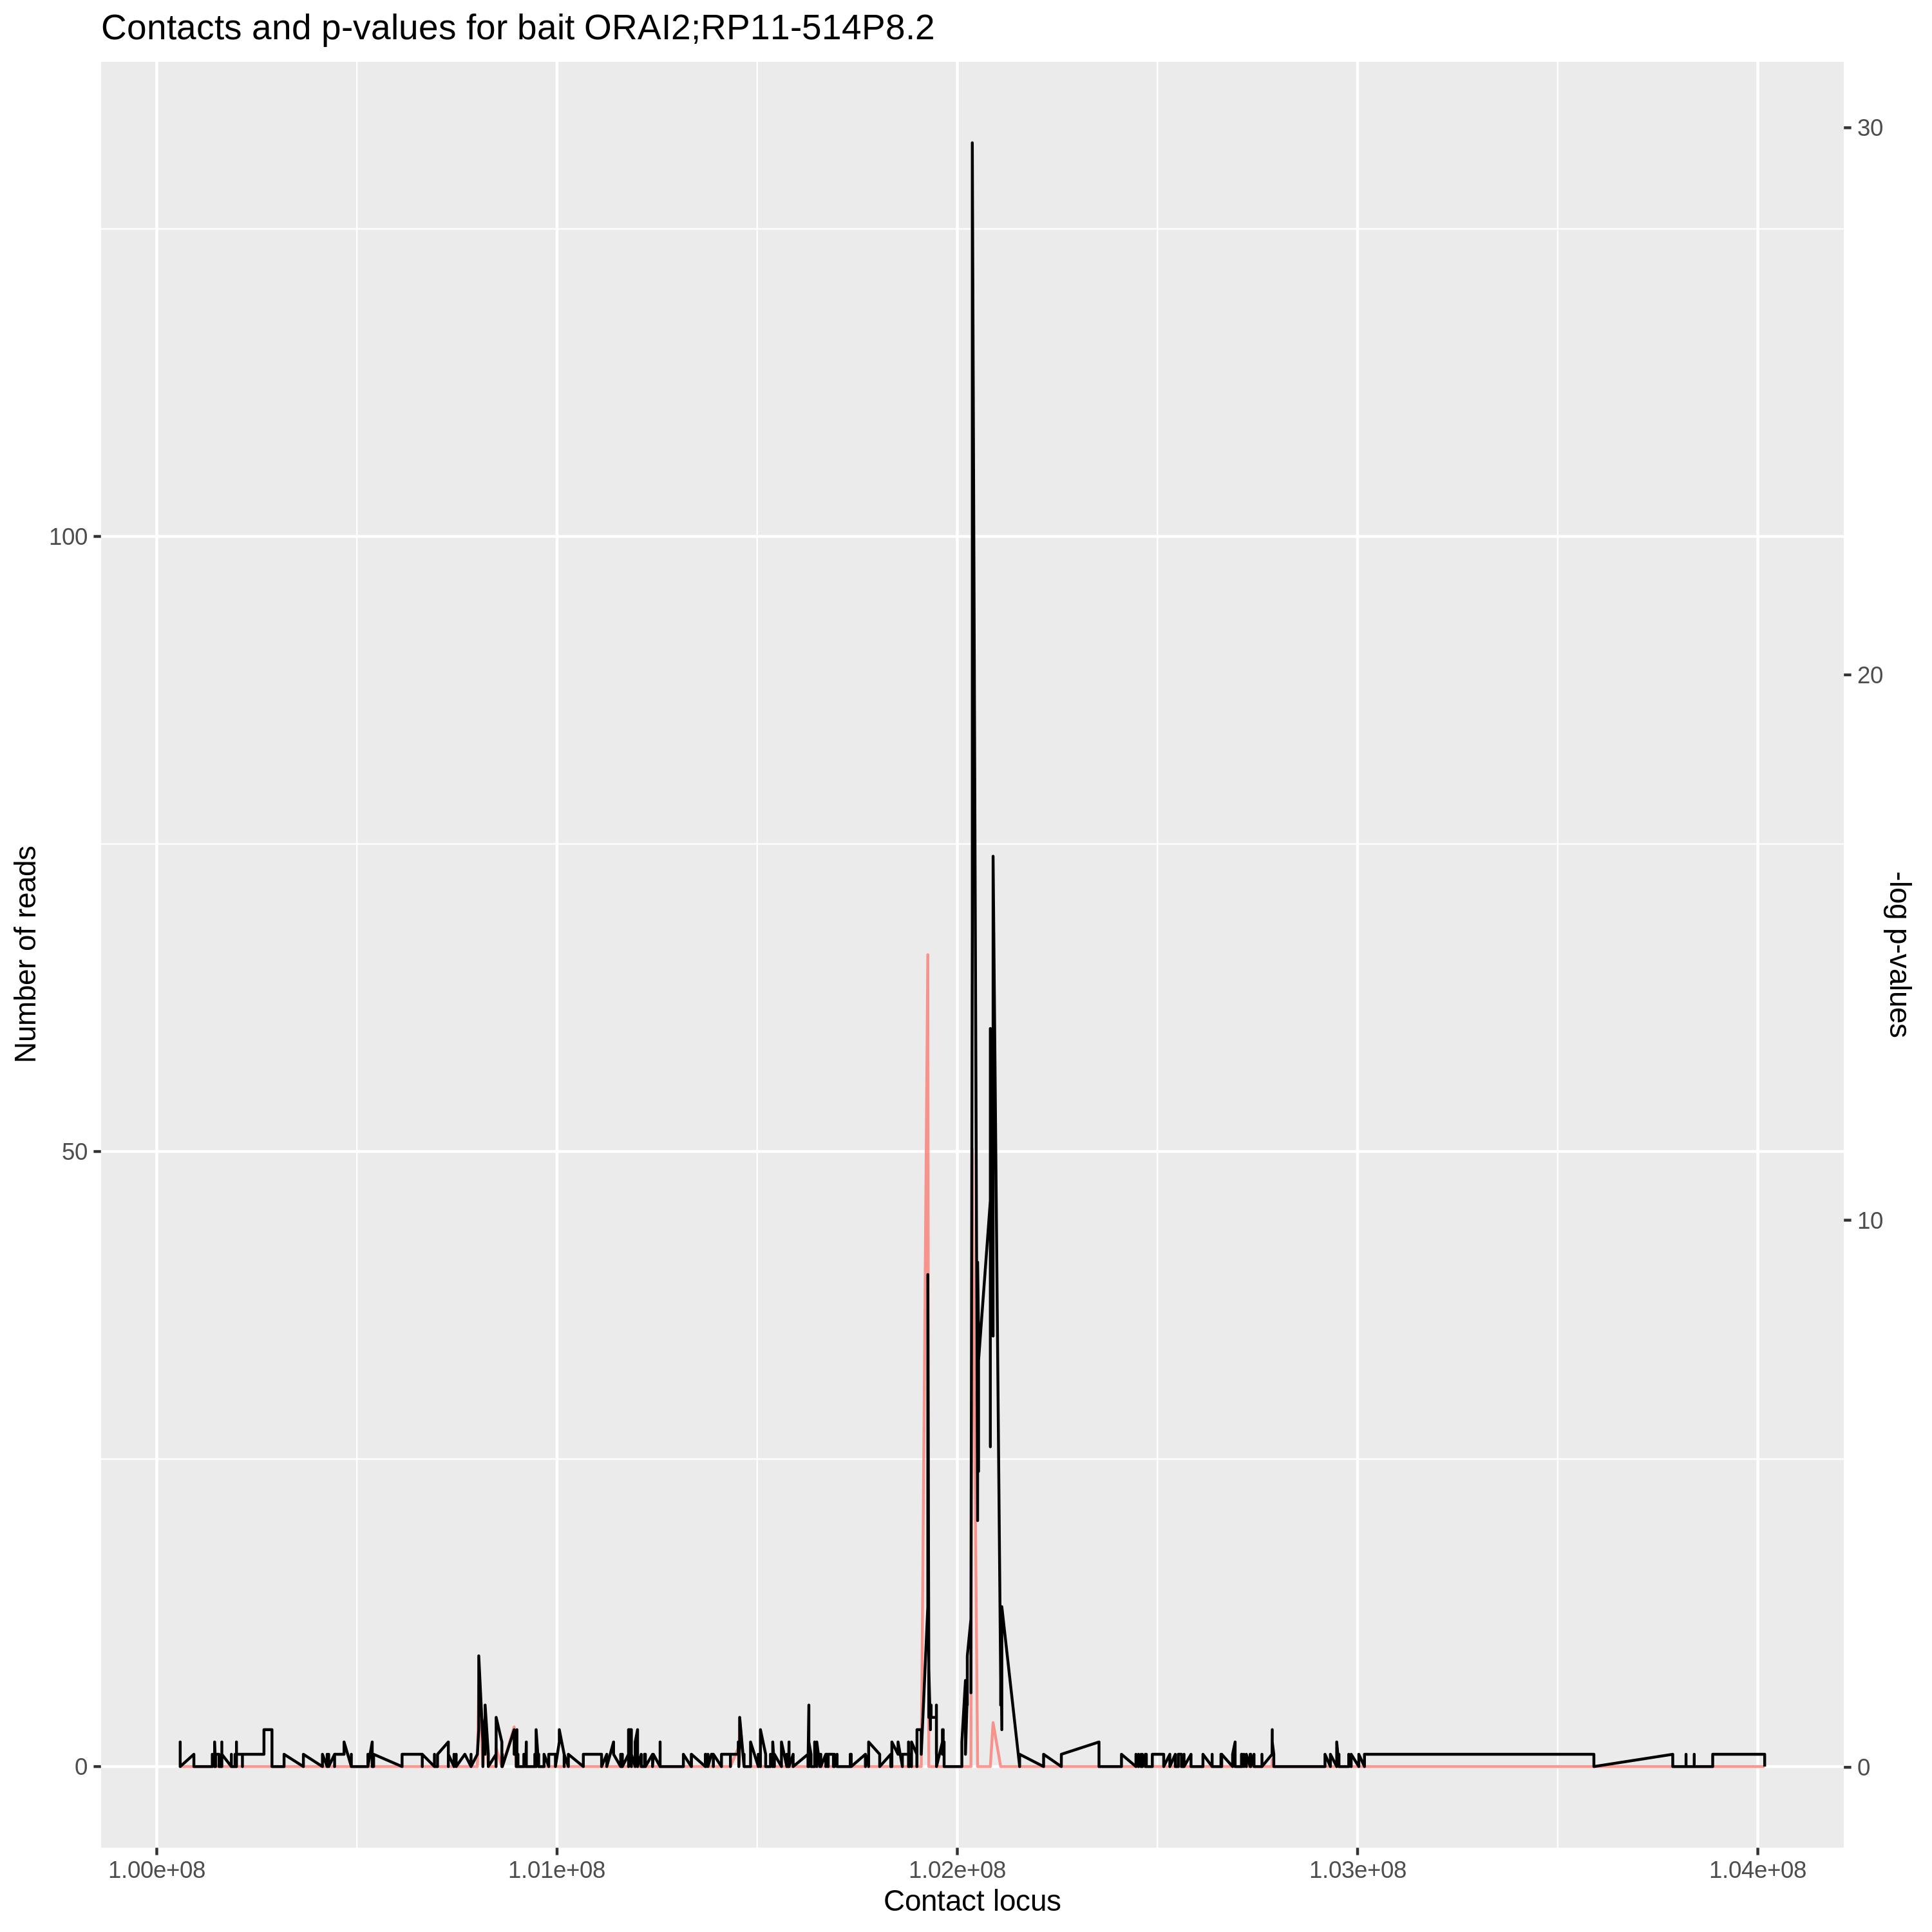 Contacts and p-values for bait ORAI2;RP11-514P8.2
30
100
20
Number of reads
-log p-values
50
10
0
0
1.00e+08
1.01e+08
1.02e+08
1.03e+08
1.04e+08
Contact locus